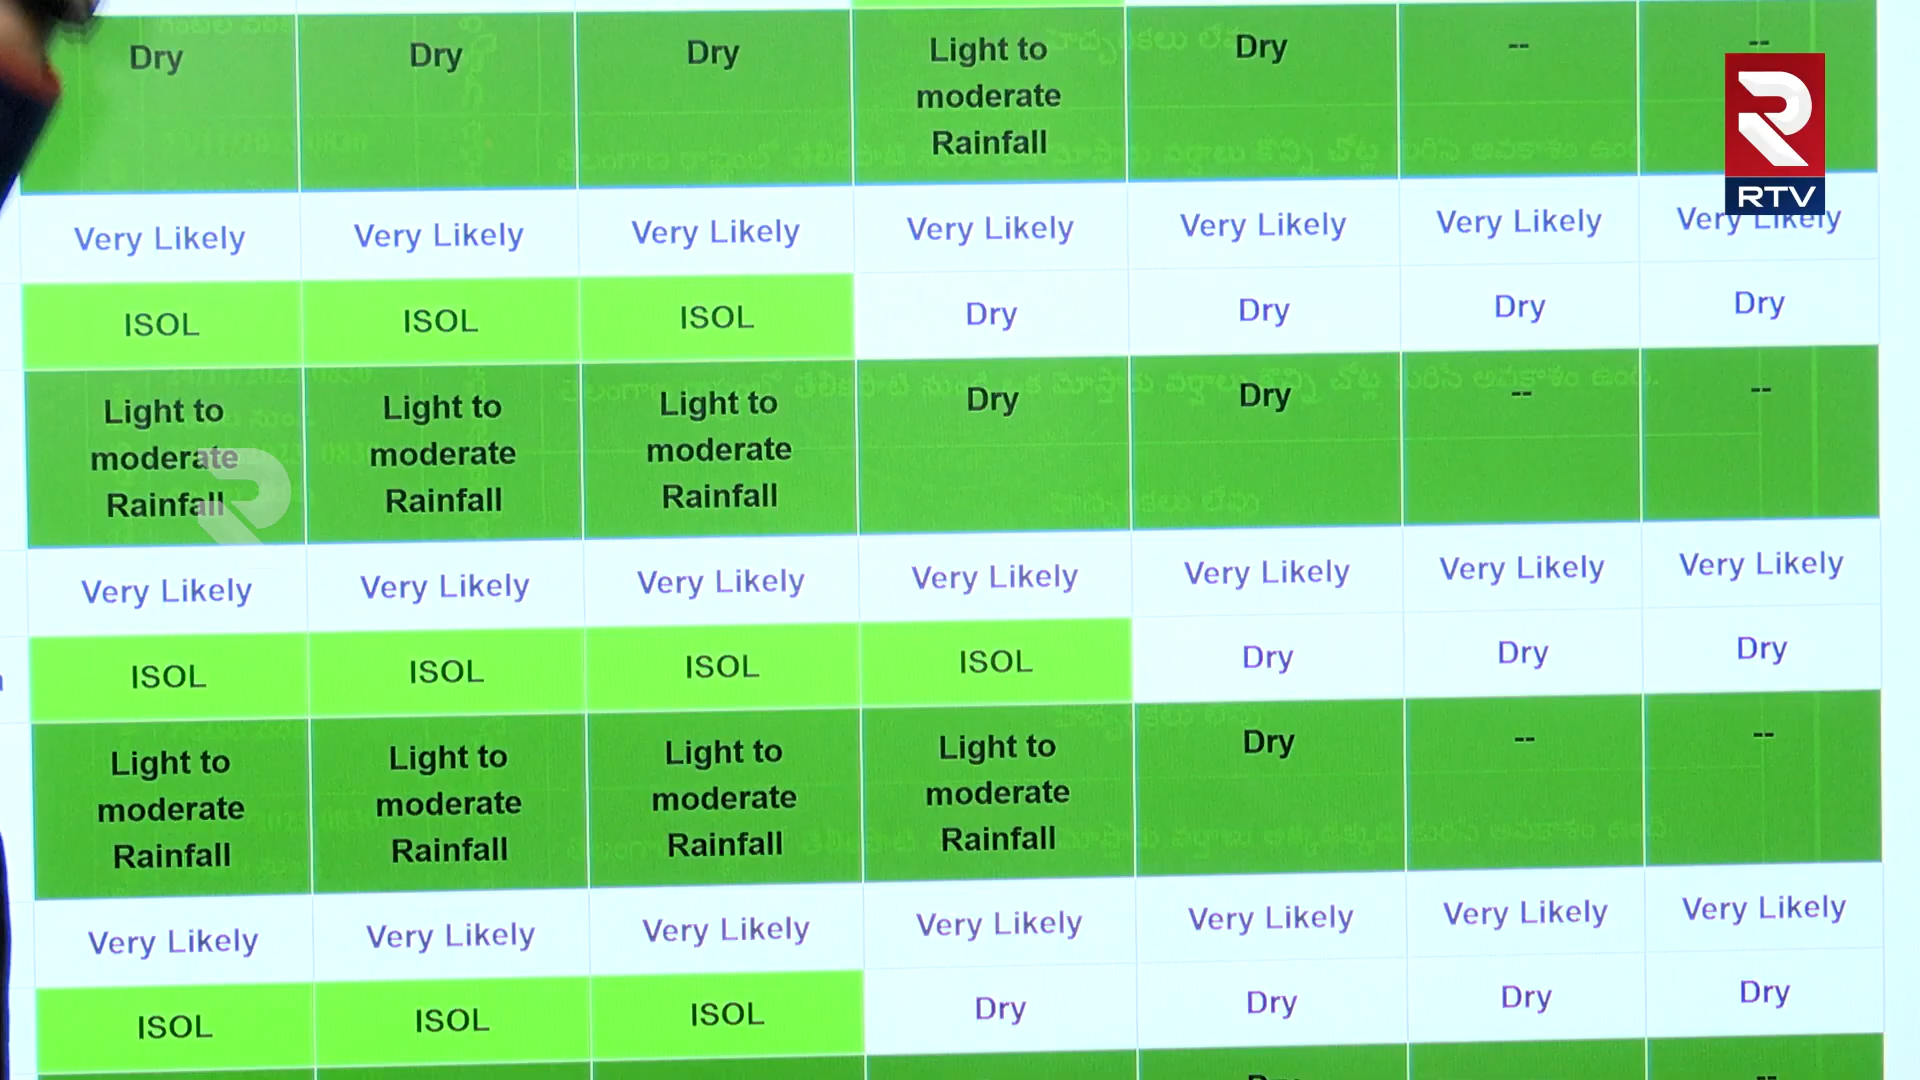 Dry Dry Dry Light to moderate Rainfall Dry -- --
Very Likely Very Likely Very Likely Very Likely Very Likely Very Likely Very Likely
ISOL ISOL ISOL Dry Dry Dry Dry
Light to moderate Rainfall Light to moderate Rainfall Light to moderate Rainfall Dry Dry -- --
Very Likely Very Likely Very Likely Very Likely Very Likely Very Likely Very Likely
ISOL ISOL ISOL ISOL Dry Dry Dry
Light to moderate Rainfall Light to moderate Rainfall Light to moderate Rainfall Light to moderate Rainfall Dry -- --
Very Likely Very Likely Very Likely Very Likely Very Likely Very Likely Very Likely
ISOL ISOL ISOL Dry Dry Dry Dry
RTV